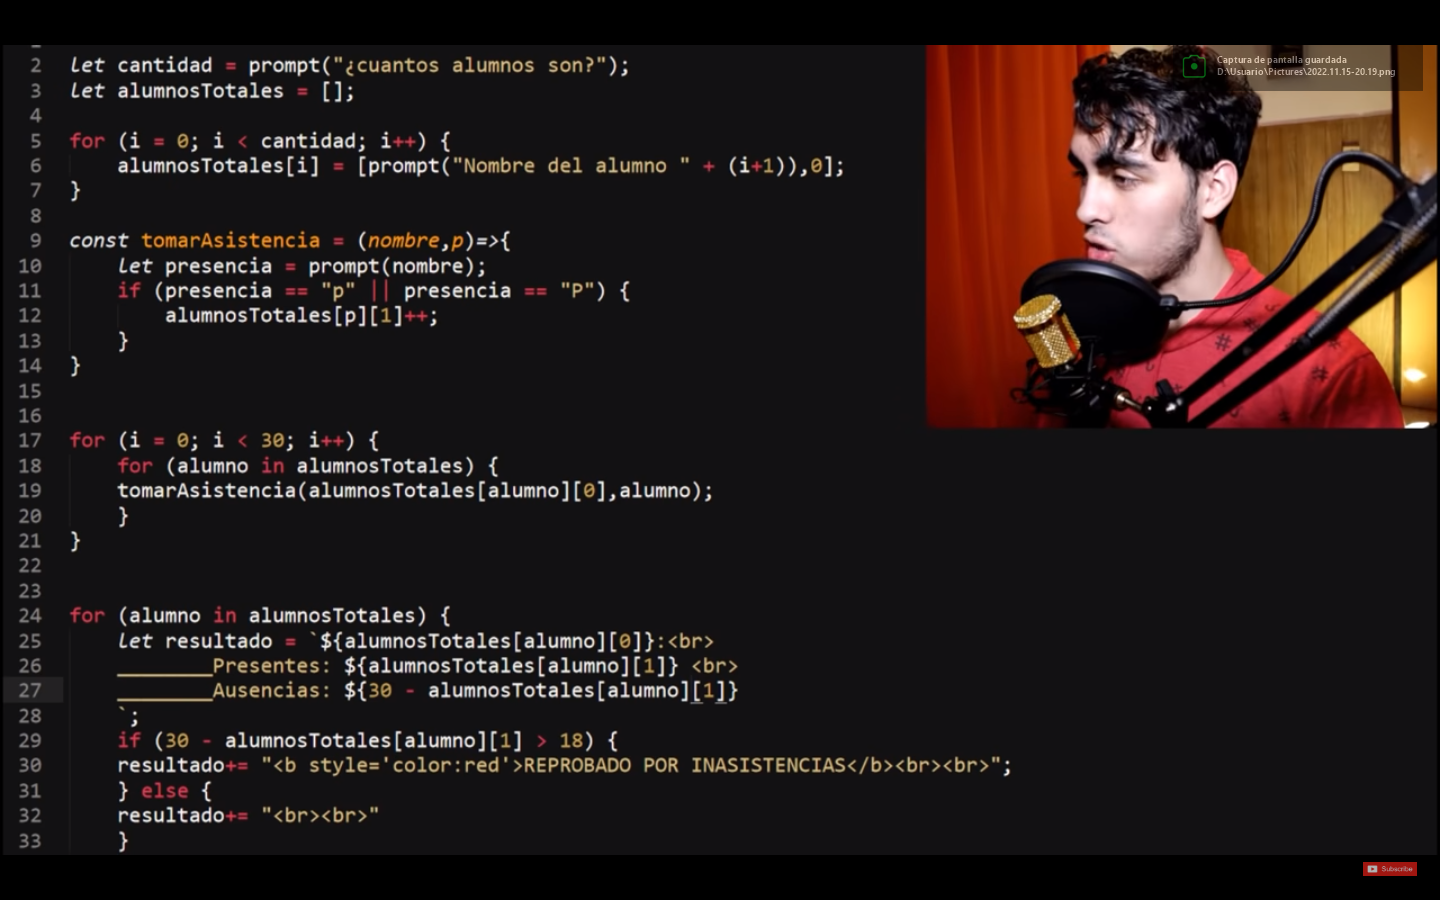 2 let cantidad = prompt("¿cuantos alumnos son?");
3 let alumnosTotales = [];
4
5 for (i = 0; i < cantidad; i++) {
6 alumnosTotales[i] = [prompt("Nombre del alumno " + (i+1)),0];
7 }
8
9 const tomarAsistencia = (nombre,p)=>{
10 let presencia = prompt(nombre);
11 if (presencia == "p" || presencia == "P") {
12 alumnosTotales[p][1]++;
13 }
14 }
15
16
17 for (i = 0; i < 30; i++) {
18 for (alumno in alumnosTotales) {
19 tomarAsistencia(alumnosTotales[alumno][0],alumno);
20 }
21 }
22
23
24 for (alumno in alumnosTotales) {
25 let resultado = `${alumnosTotales[alumno][0]}:<br>
26 ________Presentes: ${alumnosTotales[alumno][1]} <br>
27 ________Ausencias: ${30 - alumnosTotales[alumno][1]}
28 `;
29 if (30 - alumnosTotales[alumno][1] > 18) {
30 resultado+= "<b style='color:red'>REPROBADO POR INASISTENCIAS</b><br><br>";
31 } else {
32 resultado+= "<br><br>"
33 }
Captura de pantalla guardada
D:\Usuario\Pictures\2022.11.15-20.19.png
Subscribe